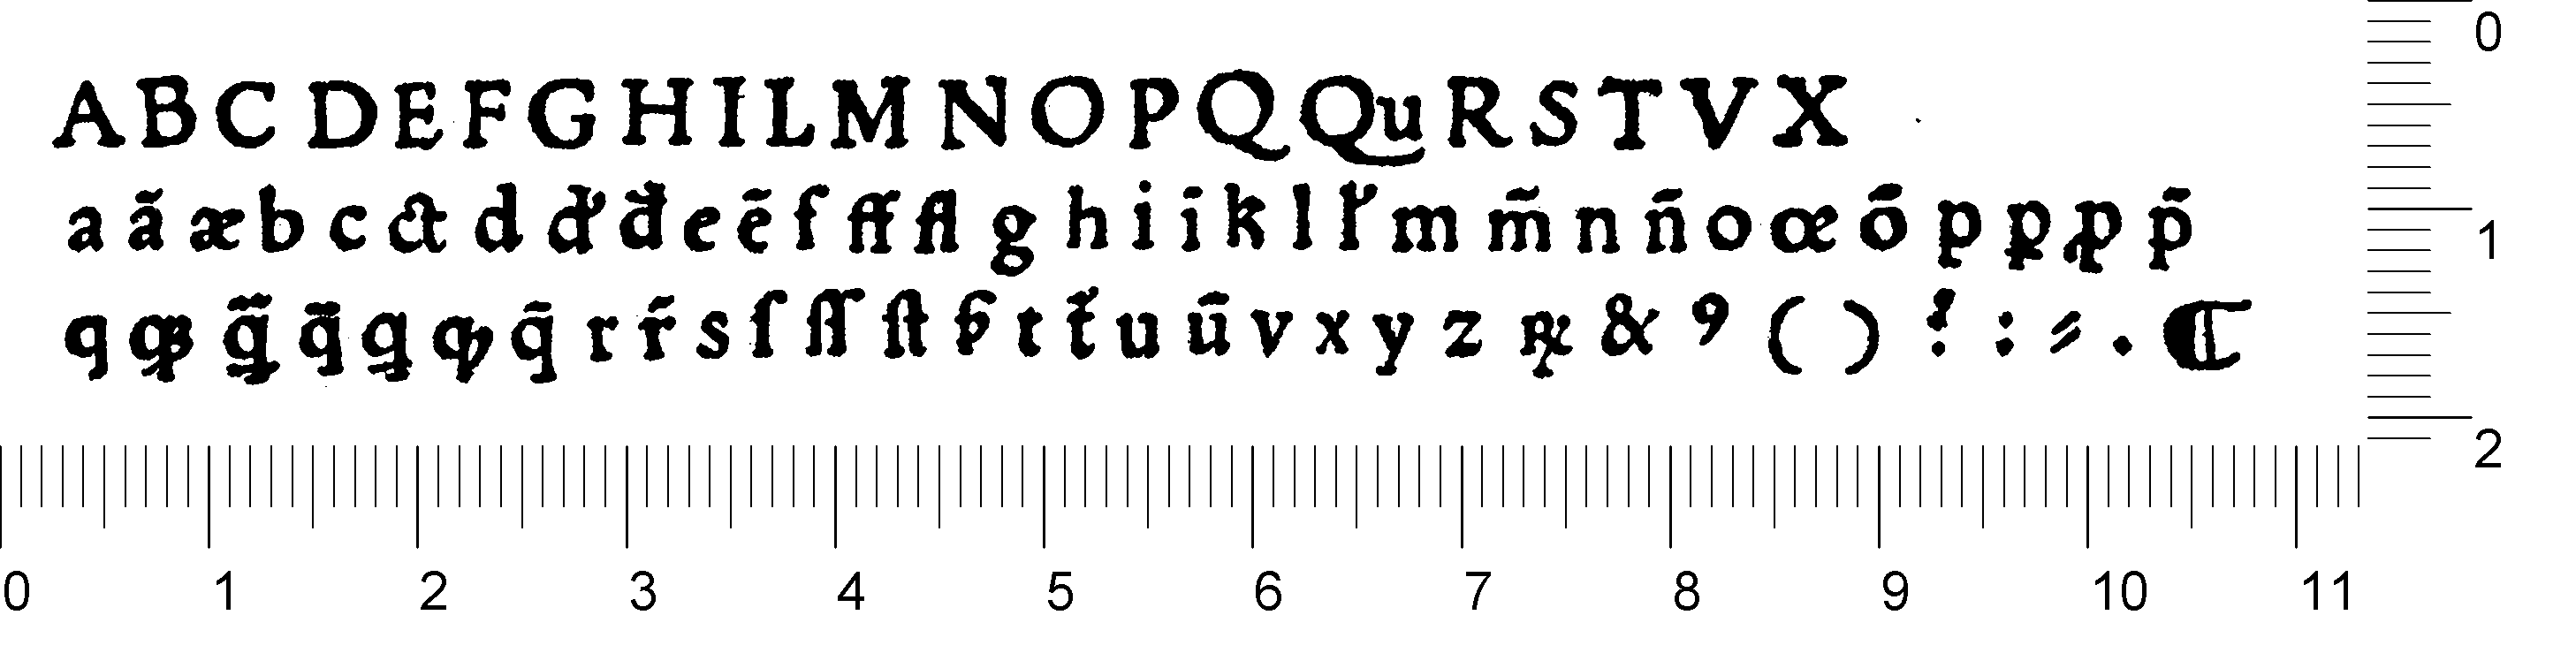 A B C D E F G H I L M N O P Q Qu R S T V X
a ã æ b c ct d d' đ e ẽ f ff fl g h i ĩ k l l' m m̃ n ñ o œ õ p ꝑ ꝓ p̃
q q̃ ꝗ ꝙ q̃ r r̃ s ſ ſſ ſt t t̃ u ũ v x y z ꝶ & 9 ( ) ! : ⸗ . ¶
0
1
2
0 1 2 3 4 5 6 7 8 9 10 11